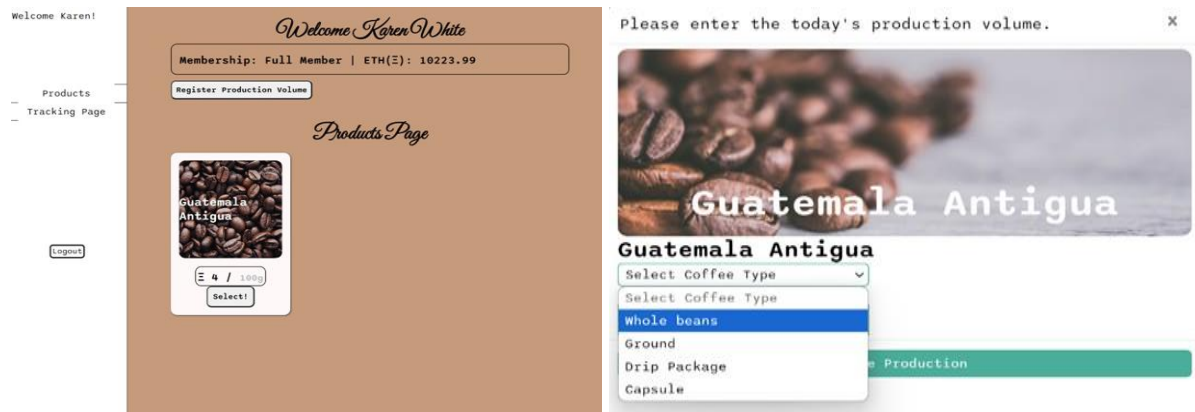 Welcome Karen!
Products
Tracking Page
Logout
Welcome Karen White
Membership: Full Member | ETH(Ξ): 10223.99
Register Production Volume
Products Page
Guatemala
Antigua
Ξ 4 / 100g
Select!
Please enter the today's production volume.
x
Guatemala Antigua
Guatemala Antigua
Select Coffee Type
Select Coffee Type
Whole beans
Ground
Drip Package
Capsule
Production